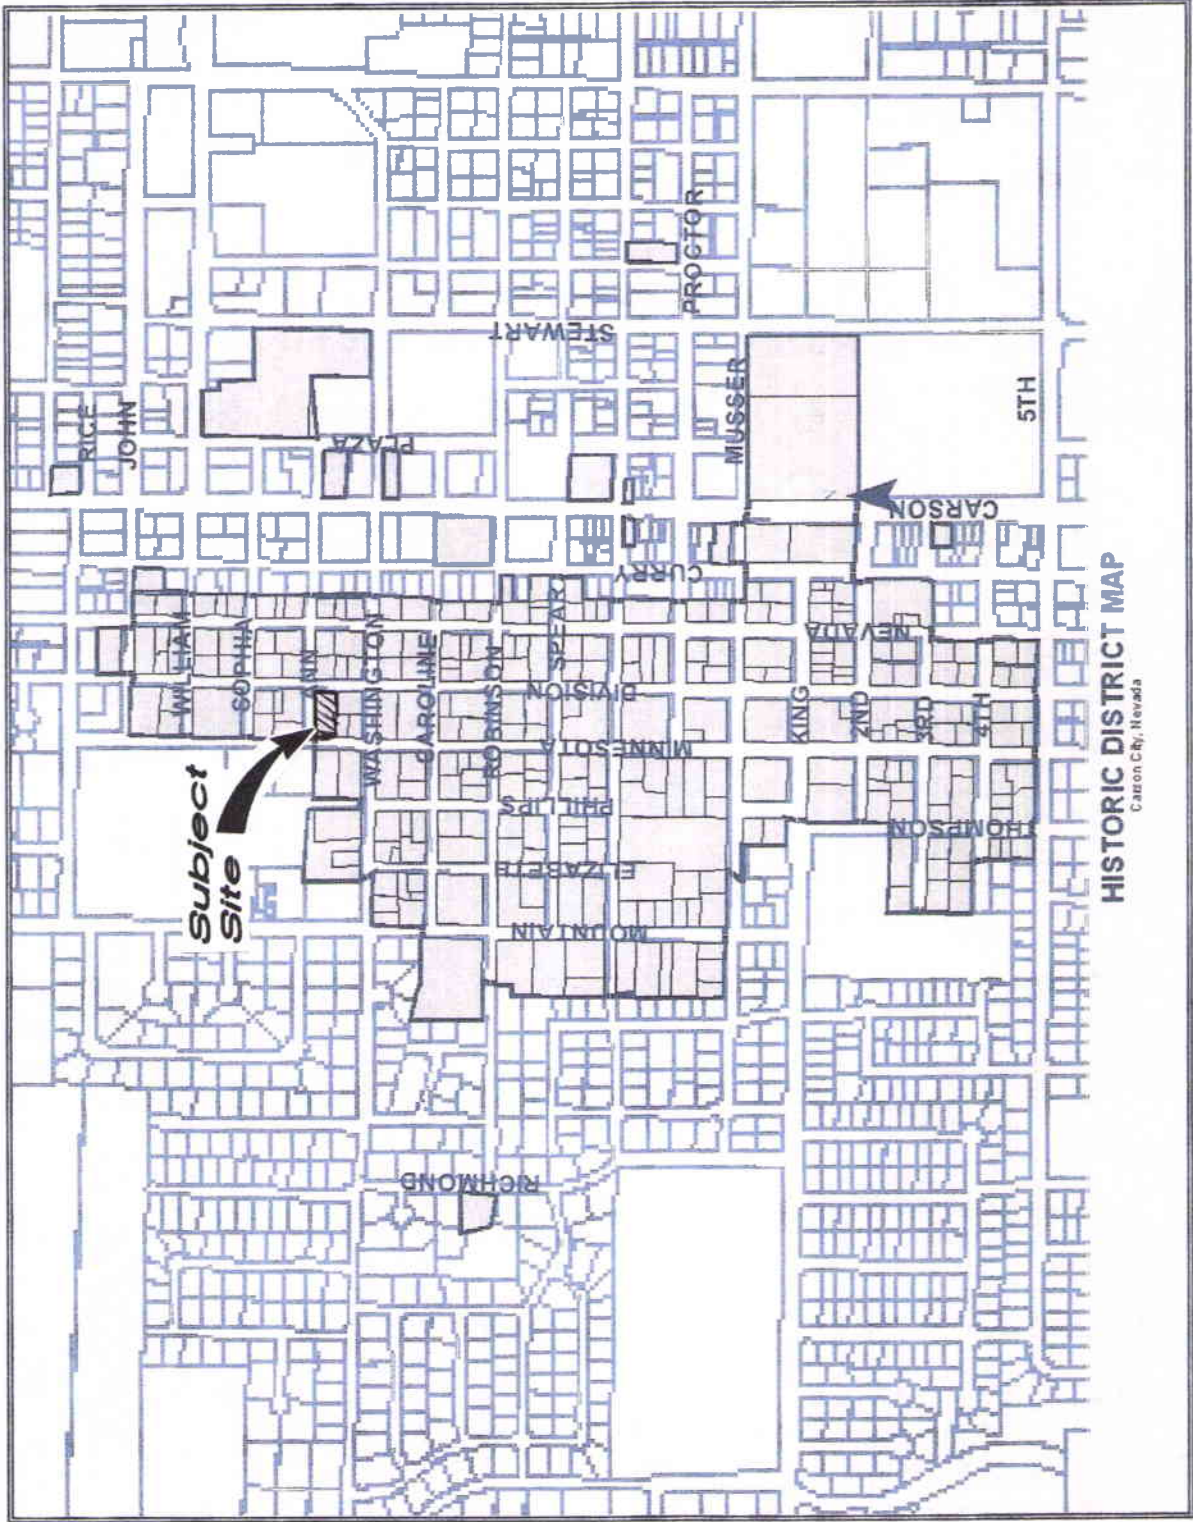 RICE
JOHN
PROCTOR
STEWART
PLAZA
MUSSER
5TH
CARSON
CURRY
WILLIAM
SOPHIA
ANN
WASHINGTON
CAROLINE
ROBINSON
SPEAR
NEVADA
DIVISION
KING
2ND
3RD
4TH
MINNESOTA
PHILLIPS
THOMPSON
ELIZABETH
MOUNTAIN
RICHMOND
Subject
Site
HISTORIC DISTRICT MAP
Carson City, Nevada